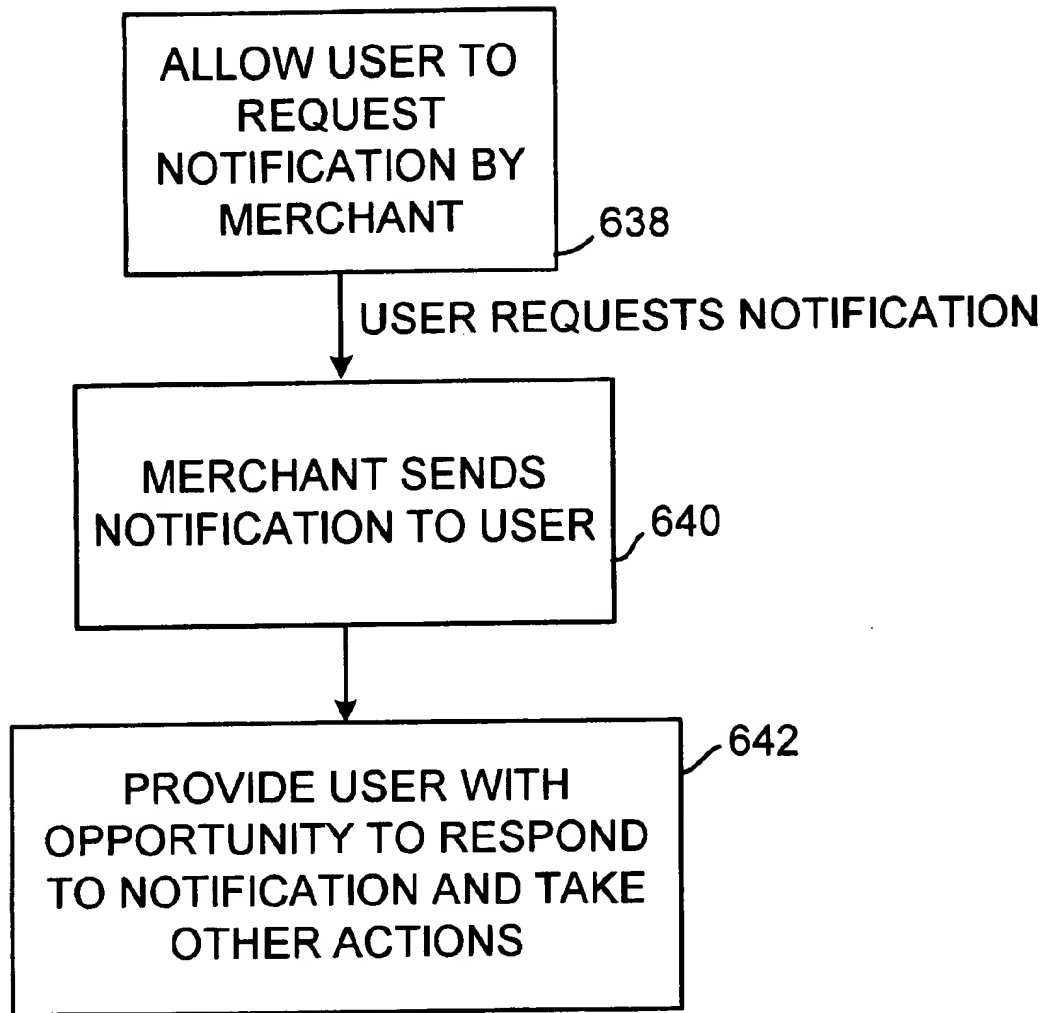 ALLOW USER TO
REQUEST
NOTIFICATION BY
MERCHANT
638
USER REQUESTS NOTIFICATION
MERCHANT SENDS
NOTIFICATION TO USER
640
642
PROVIDE USER WITH
OPPORTUNITY TO RESPOND
TO NOTIFICATION AND TAKE
OTHER ACTIONS